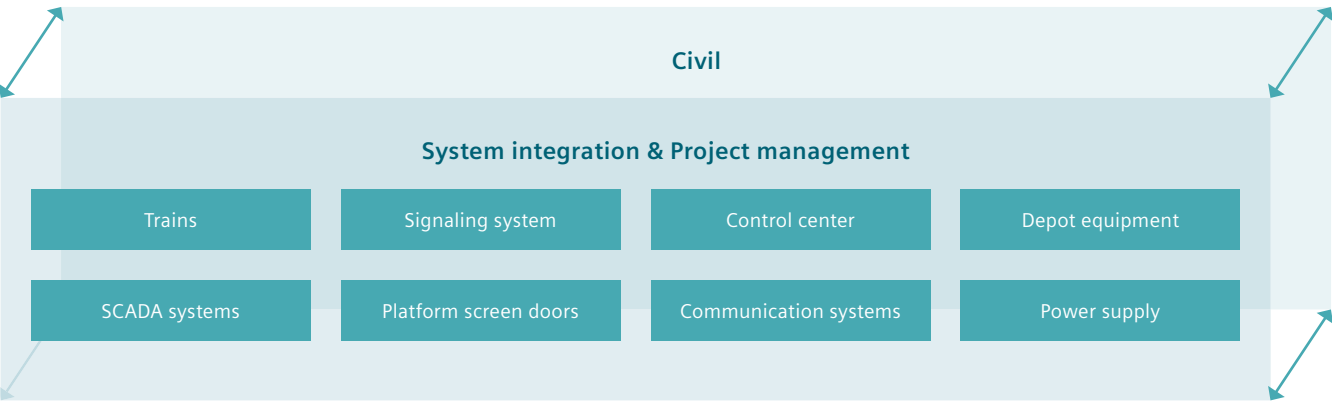 Civil
System integration & Project management
Trains
Signaling system
Control center
Depot equipment
SCADA systems
Platform screen doors
Communication systems
Power supply